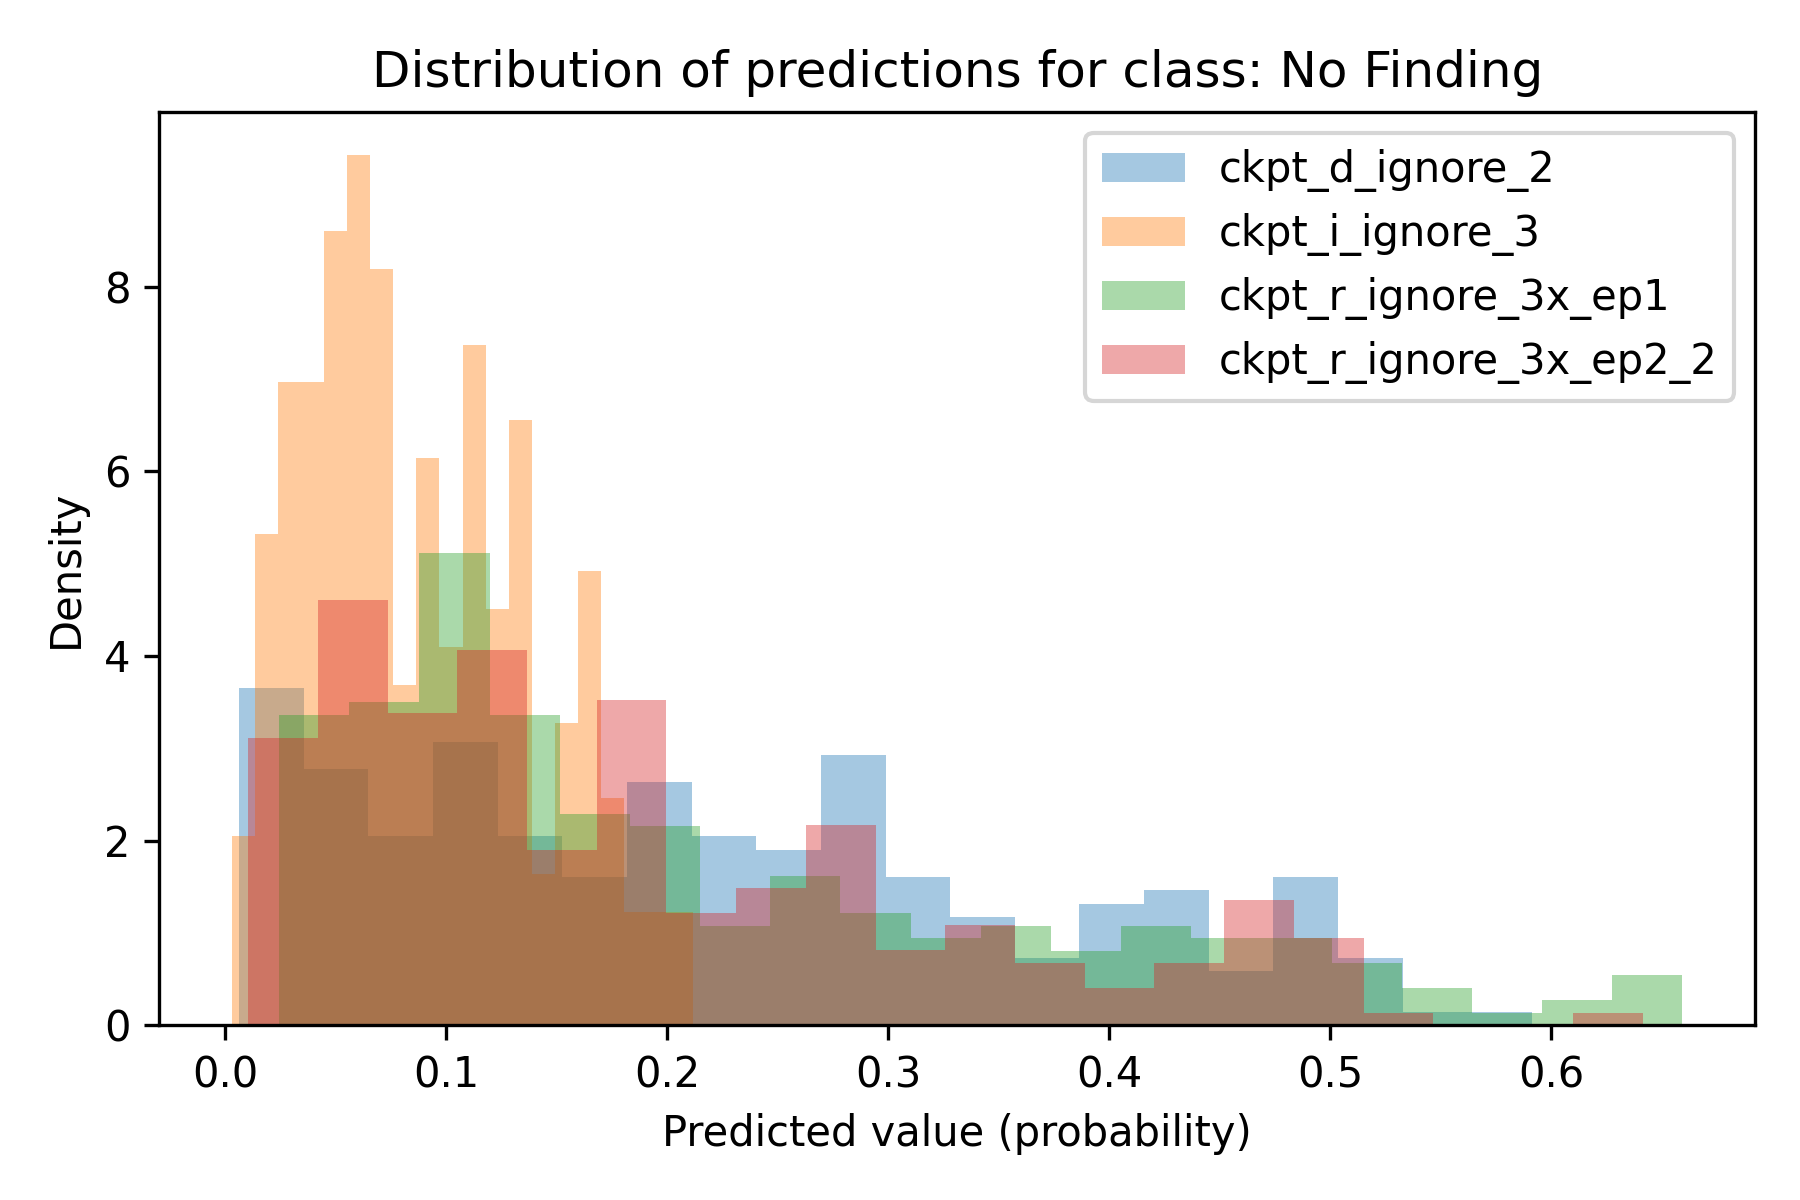 Distribution of predictions for class: No Finding
ckpt_d_ignore_2
ckpt_i_ignore_3
ckpt_r_ignore_3x_ep1
ckpt_r_ignore_3x_ep2_2
Density
8
6
4
2
0
0.0 0.1 0.2 0.3 0.4 0.5 0.6
Predicted value (probability)